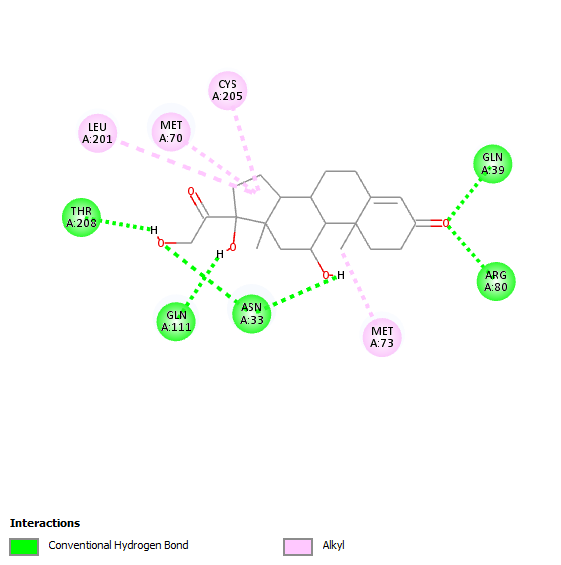 CYS
A:205
LEU
A:201
MET
A:70
GLN
A:39
THR
A:208
H
O
O
H
O
O
O
H
ARG
A:80
GLN
A:111
ASN
A:33
MET
A:73
Interactions
Conventional Hydrogen Bond
Alkyl